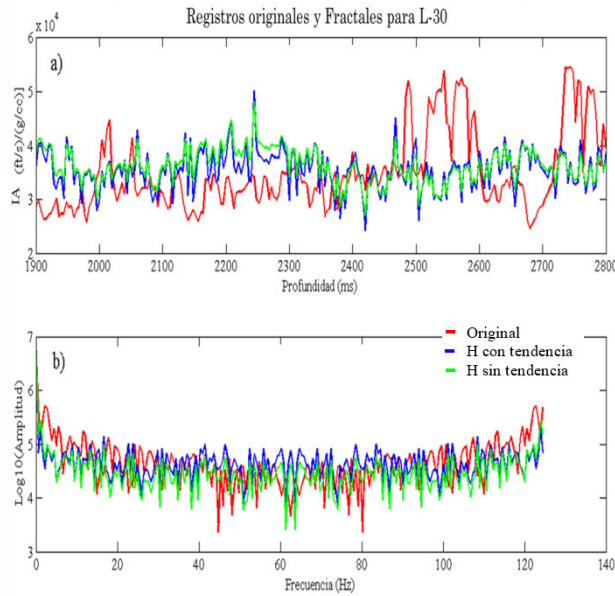 Registros originales y Fractales para L-30
x 10^4
6
5
4
3
2
a)
IA (ft/s)(g/cc)
1900 2000 2100 2200 2300 2400 2500 2600 2700 2800
Profundidad (ms)
7
6
5
4
3
b)
Original
H con tendencia
H sin tendencia
Log10(Amplitud)
0 20 40 60 80 100 120 140
Frecuencia (Hz)